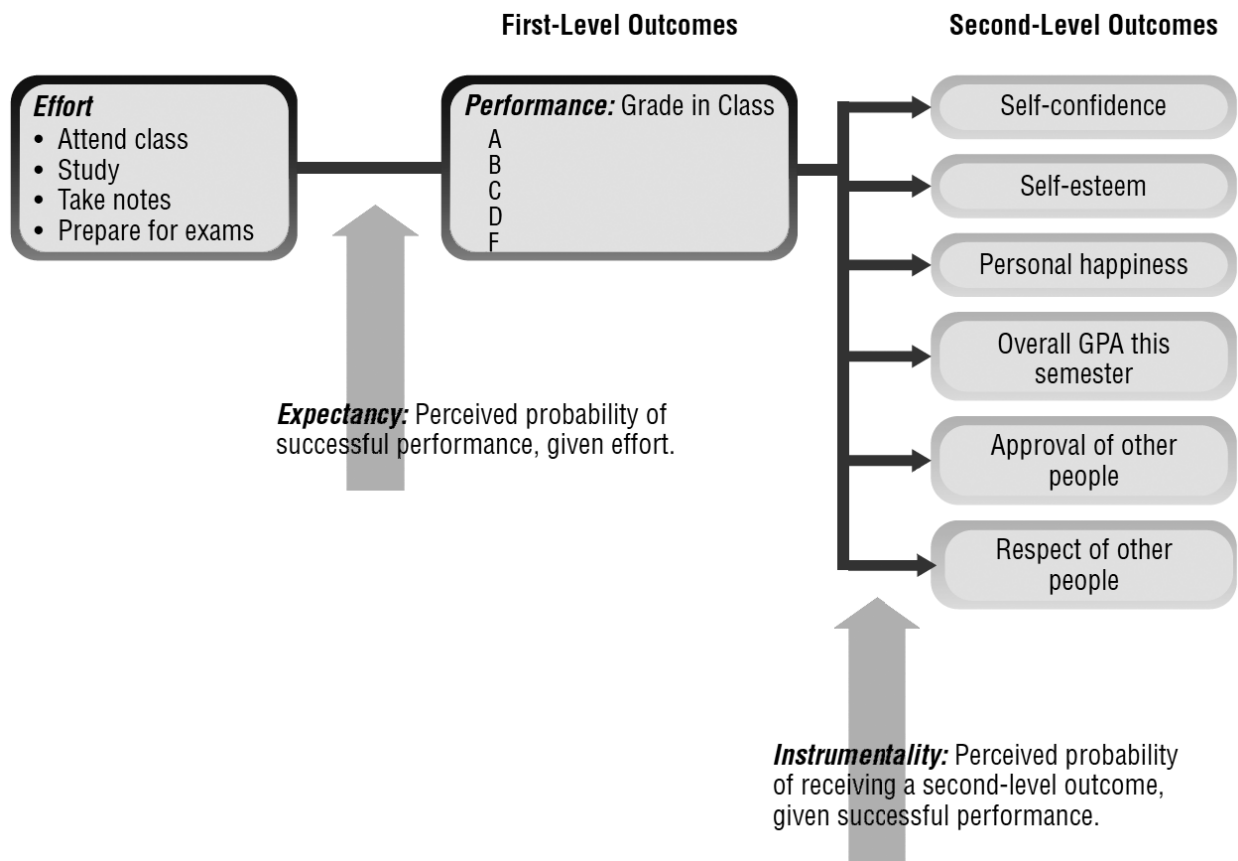 First-Level Outcomes
Second-Level Outcomes
Effort
• Attend class
• Study
• Take notes
• Prepare for exams
Performance: Grade in Class
A
B
C
D
F
Self-confidence
Self-esteem
Personal happiness
Overall GPA this
semester
Approval of other
people
Respect of other
people
Expectancy: Perceived probability of
successful performance, given effort.
Instrumentality: Perceived probability
of receiving a second-level outcome,
given successful performance.